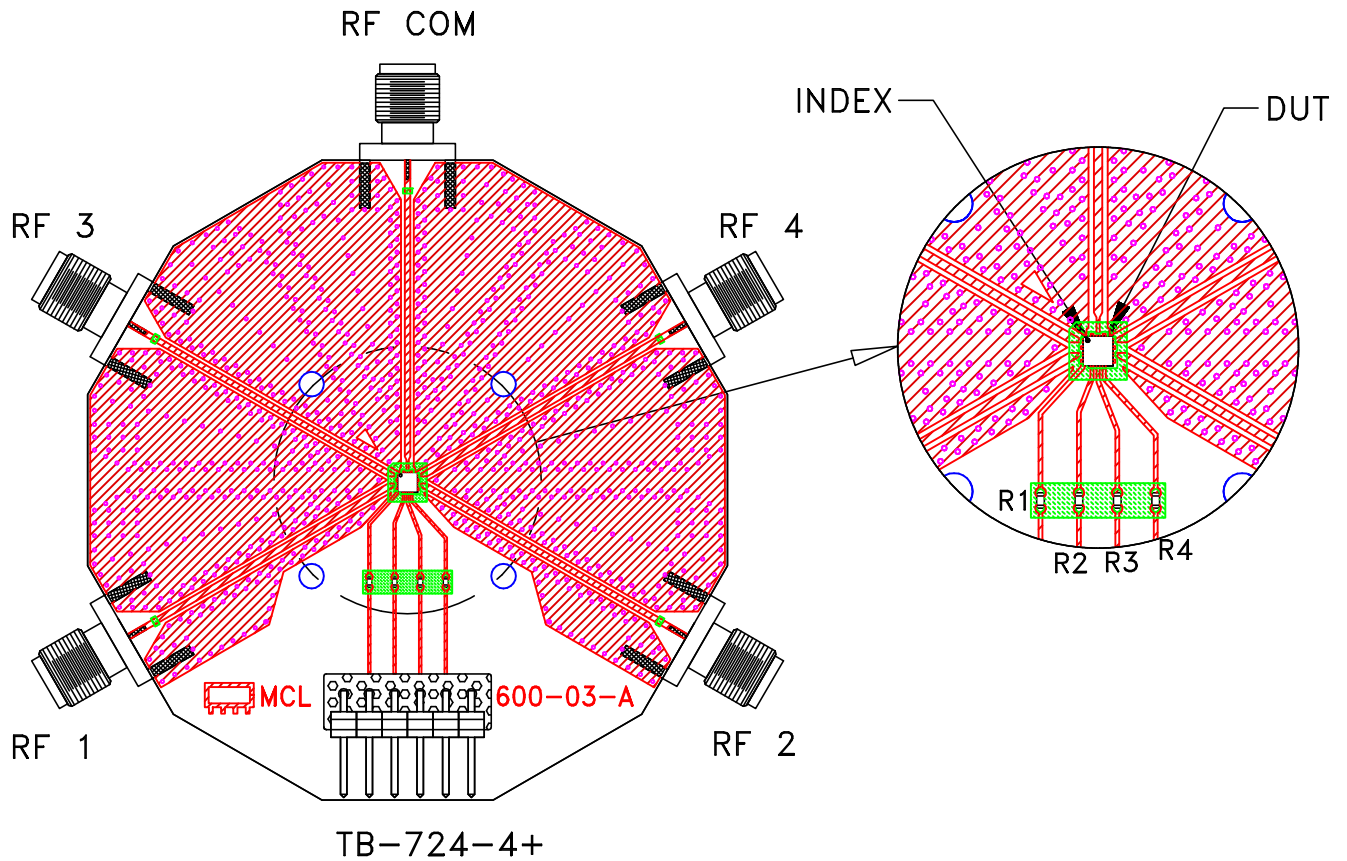 RF COM
INDEX
DUT
RF 3
RF 4
R1
R2
R3
R4
MCL
600-03-A
RF 1
RF 2
TB-724-4+